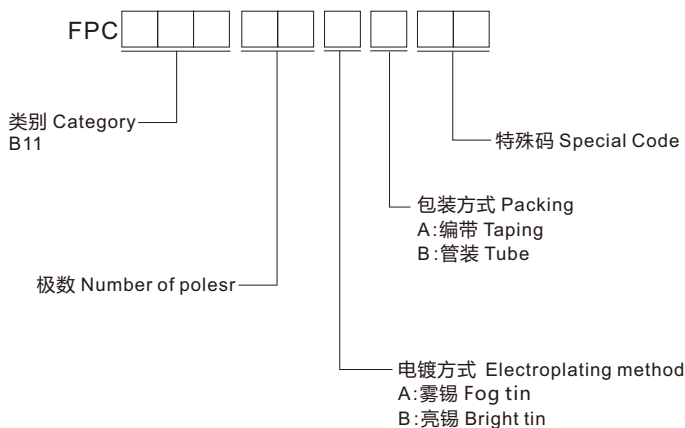 FPC
类别 Category
B11
特殊码 Special Code
包装方式 Packing
A:编带 Taping
B:管装 Tube
极数 Number of polesr
电镀方式 Electroplating method
A:雾锡 Fog tin
B:亮锡 Bright tin